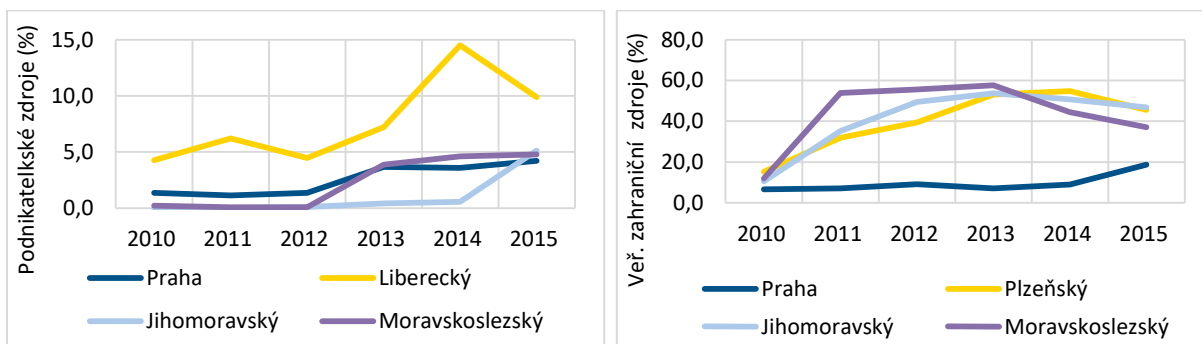 Podnikatelkské zdroje (%)
15,0
10,0
5,0
0,0
2010 2011 2012 2013 2014 2015
Praha Liberecký
Jihomoravský Moravskoslezský
Veř. zahraniční zdroje (%)
80,0
60,0
40,0
20,0
0,0
2010 2011 2012 2013 2014 2015
Praha Plzeňský
Jihomoravský Moravskoslezský